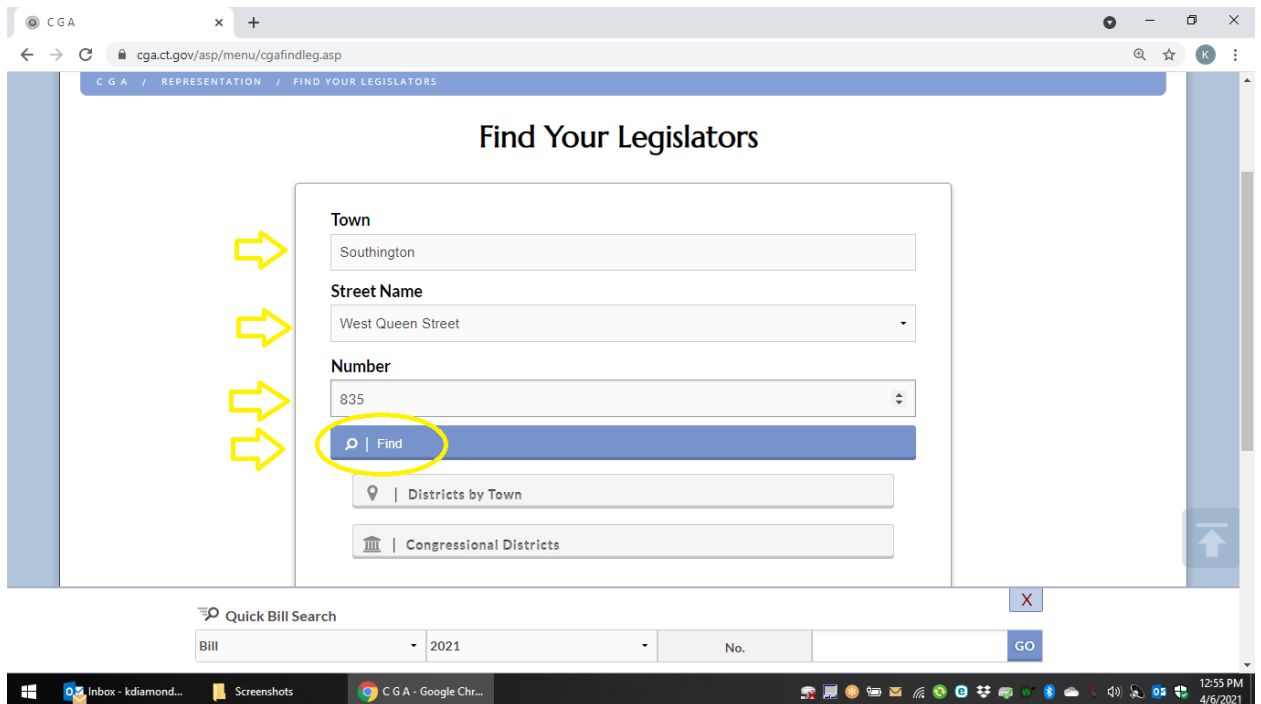 C G A
cga.ct.gov/asp/menu/cgafindleg.asp
K
C G A / REPRESENTATION / FIND YOUR LEGISLATORS
Find Your Legislators
Town
Southington
Street Name
West Queen Street
Number
835
| Find
| Districts by Town
| Congressional Districts
X
Quick Bill Search
Bill 2021 No. GO
Inbox - kdiamond... Screenshots C G A - Google Chr... 12:55 PM
4/6/2021